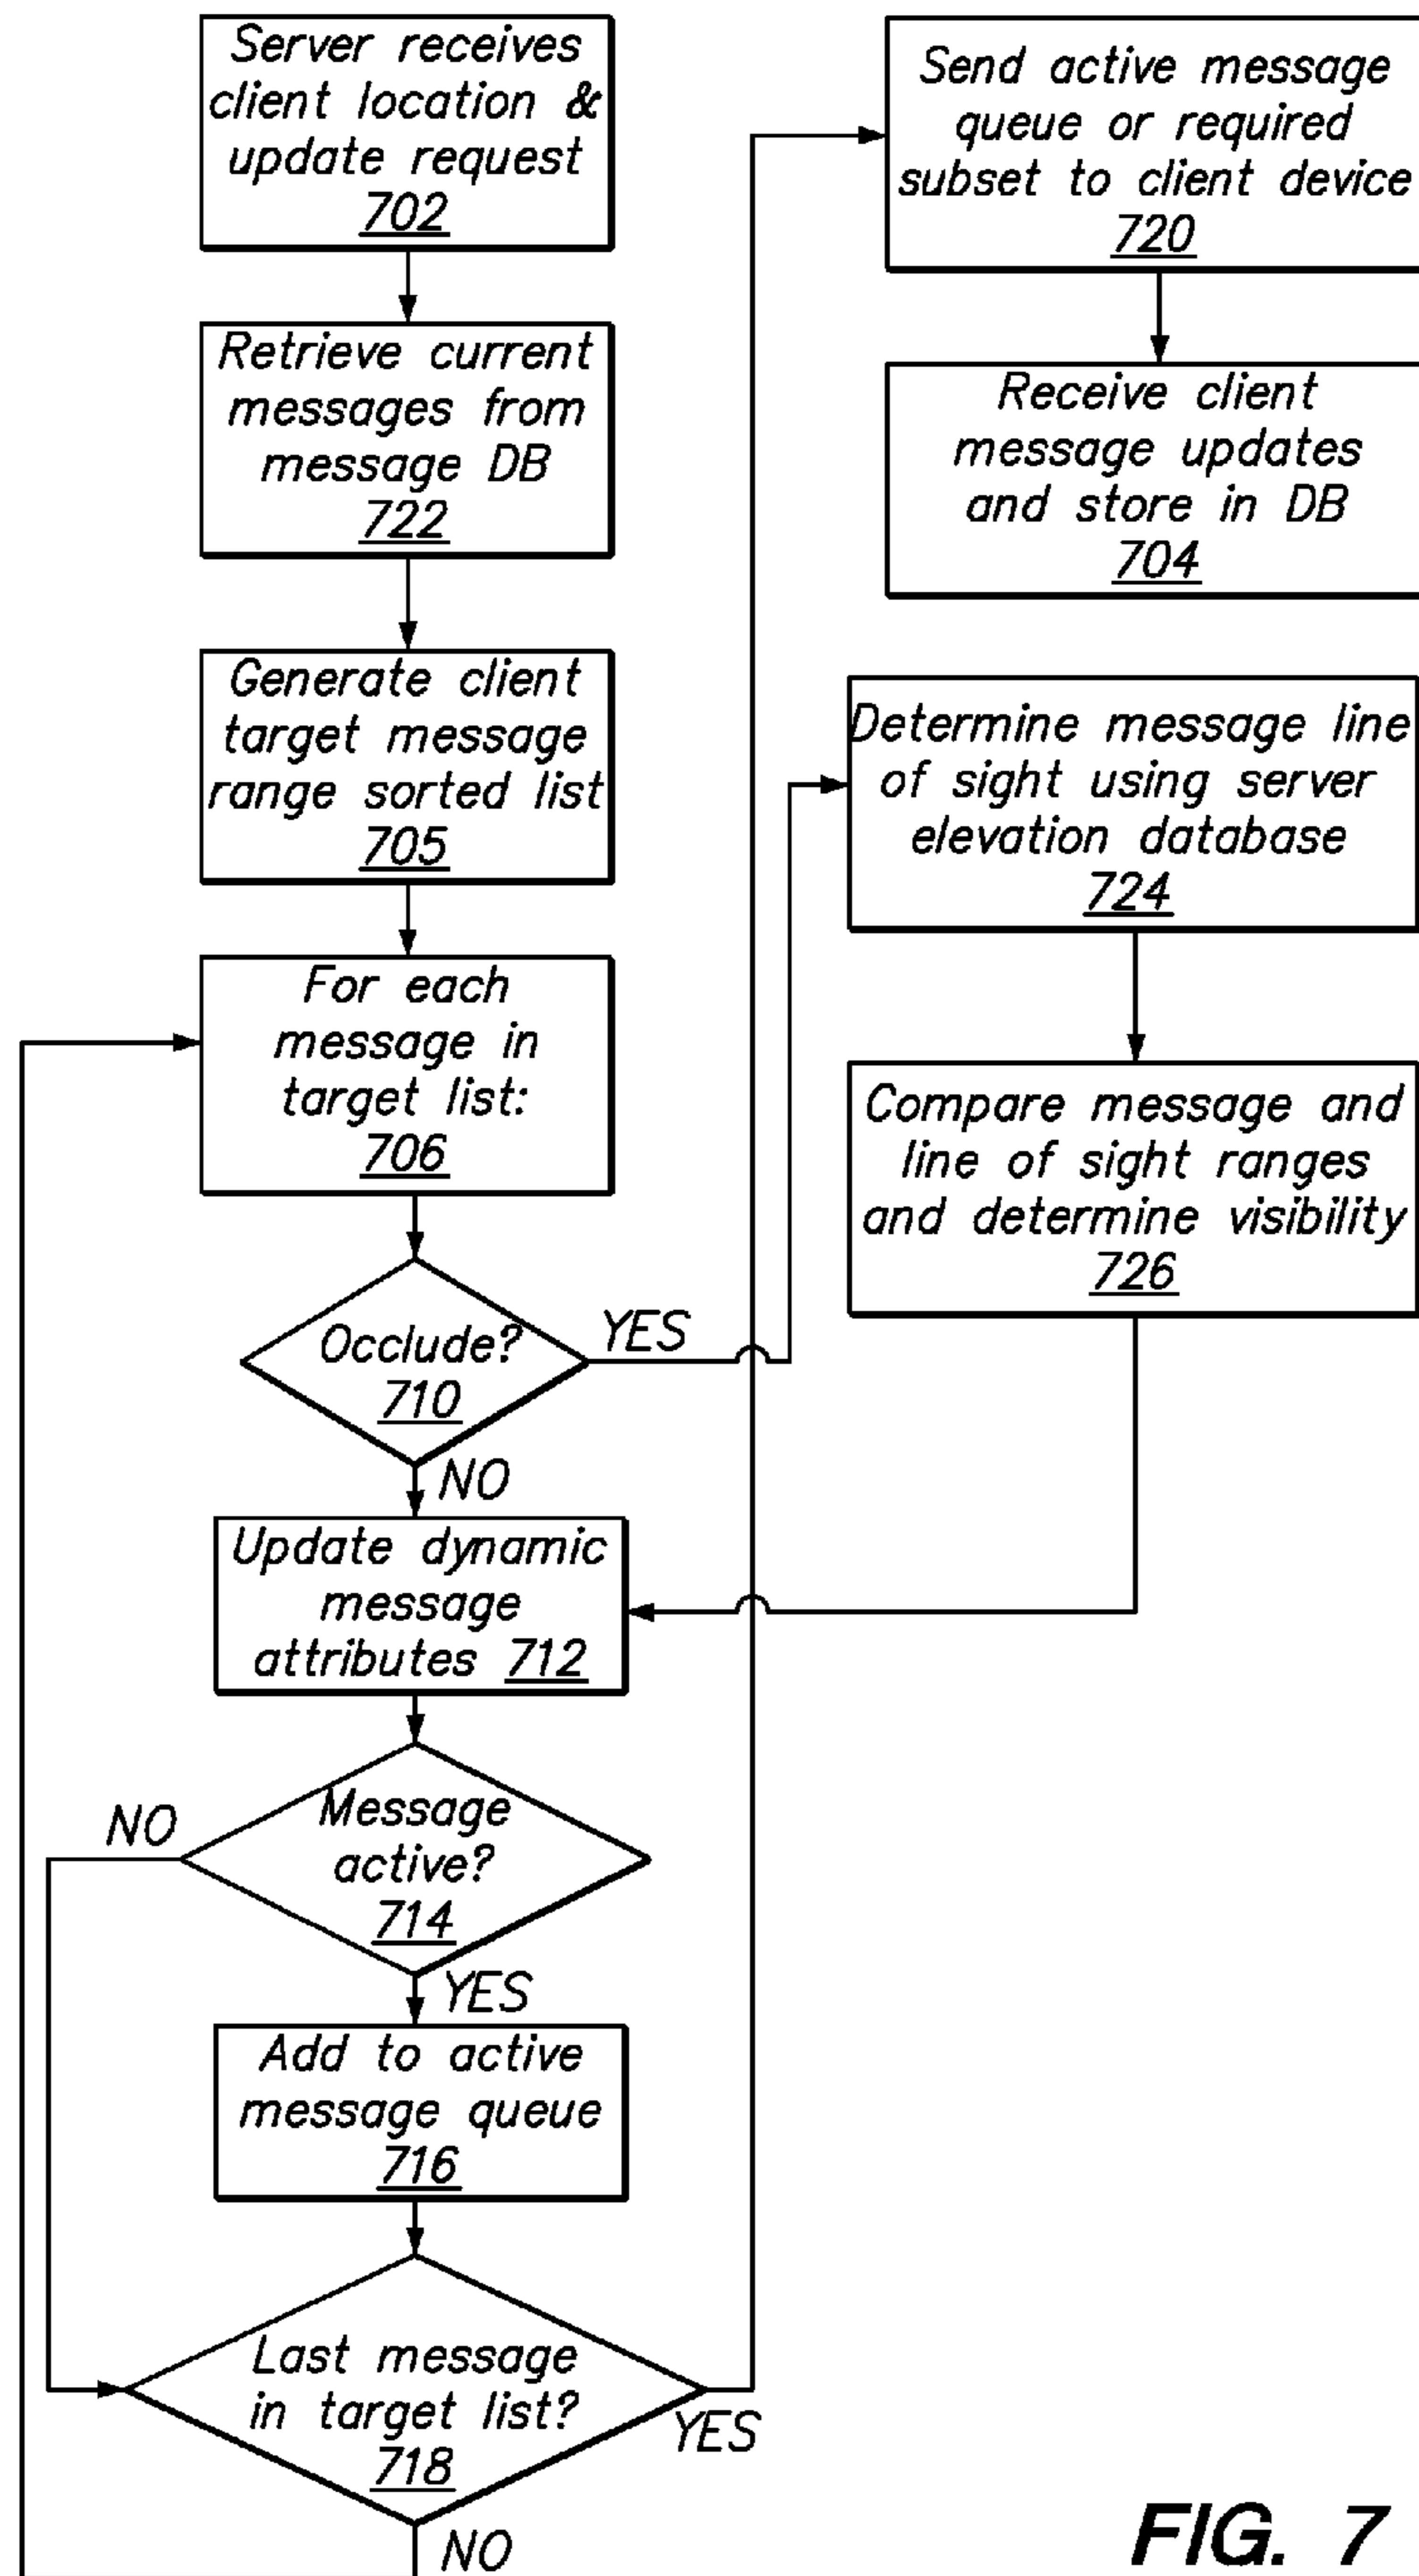 Server receives
client location &
update request
702
Retrieve current
messages from
message DB
722
Generate client
target message
range sorted list
705
For each
message in
target list:
706
Occlude?
710
YES
NO
Update dynamic
message
attributes 712
Message
active?
714
NO
YES
Add to active
message queue
716
Last message
in target list?
718
YES
NO
Send active message
queue or required
subset to client device
720
Receive client
message updates
and store in DB
704
Determine message line
of sight using server
elevation database
724
Compare message and
line of sight ranges
and determine visibility
726
FIG. 7